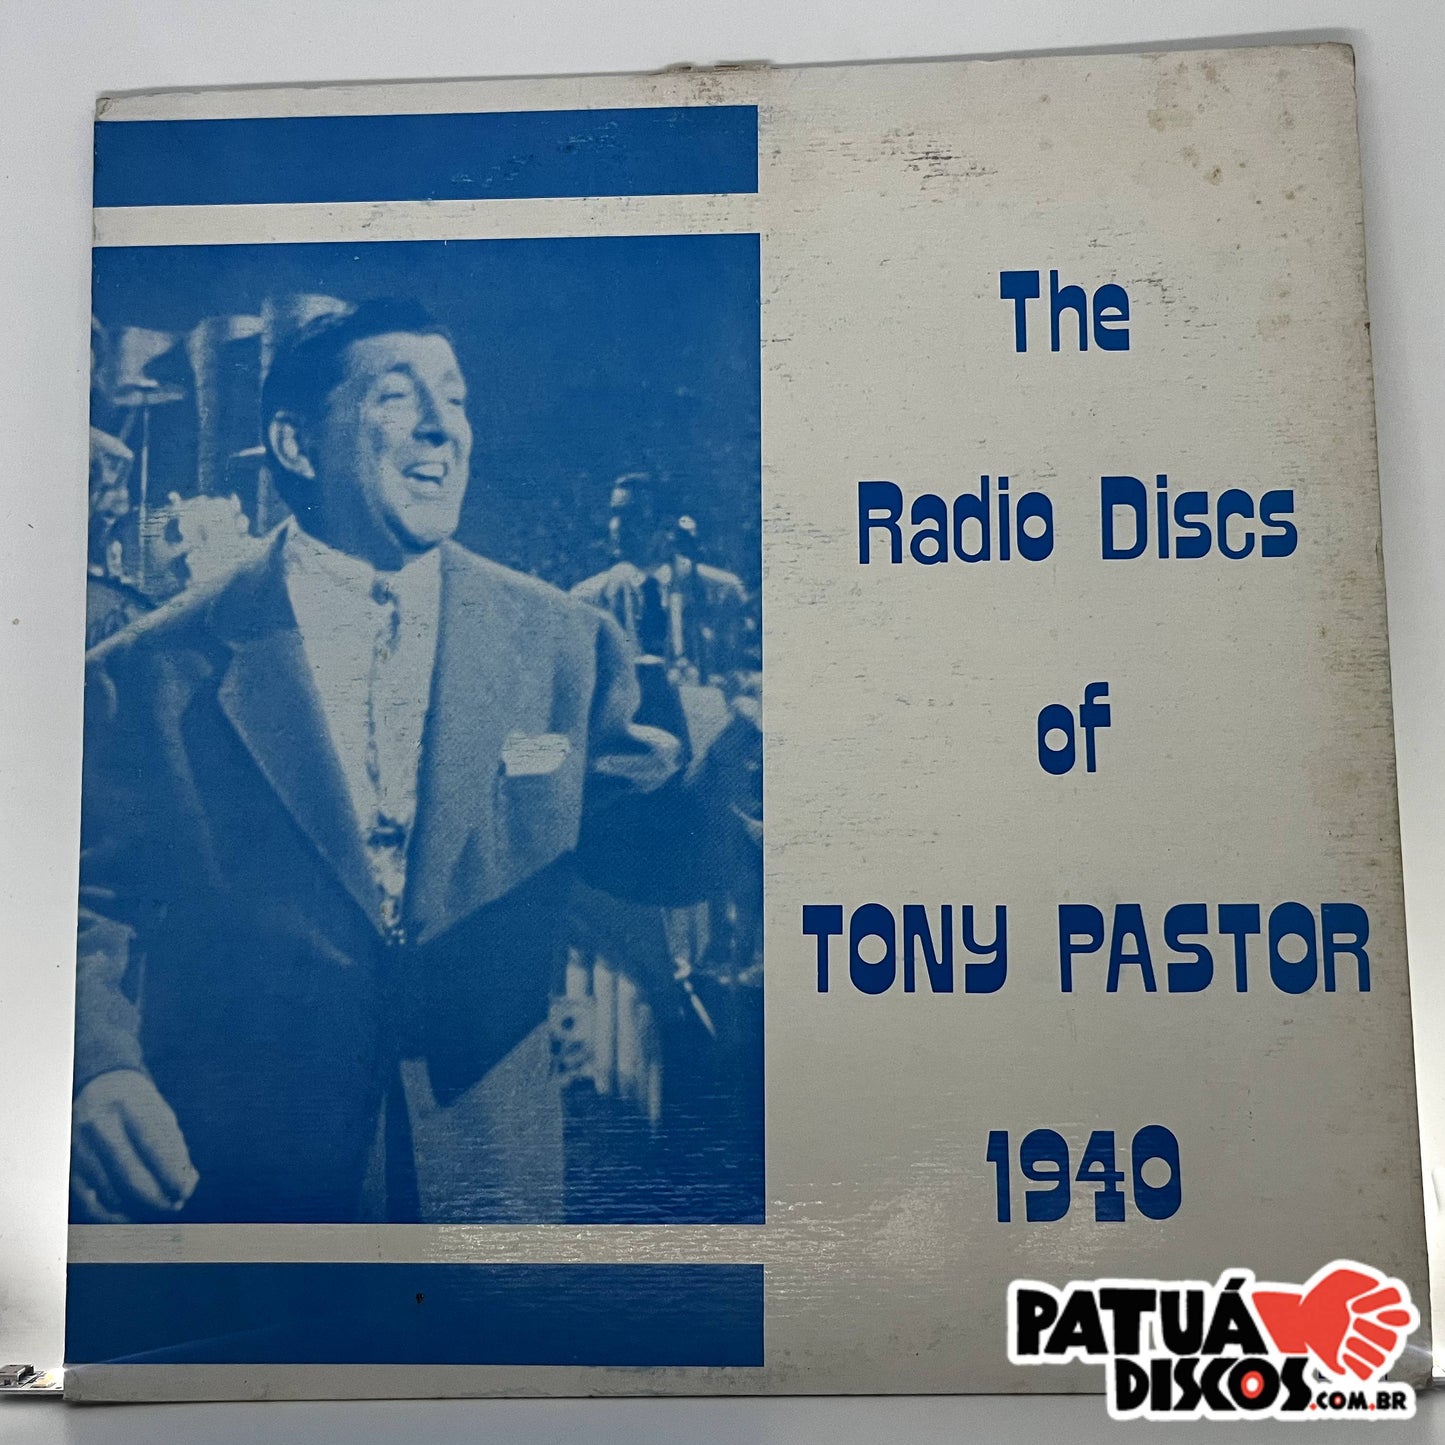 The
Radio Discs
of
TONY PASTOR
1940
PATUÁ
DISCOS.COM.BR